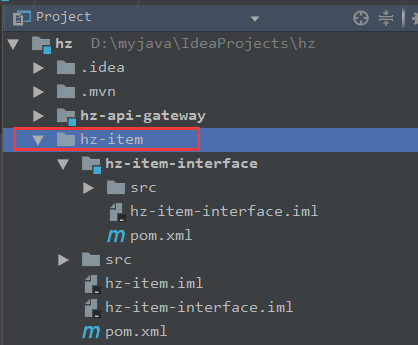 Project
hz D:\myjava\IdeaProjects\hz
.idea
.mvn
hz-api-gateway
hz-item
hz-item-interface
src
hz-item-interface.iml
m pom.xml
src
hz-item.iml
hz-item-interface.iml
m pom.xml